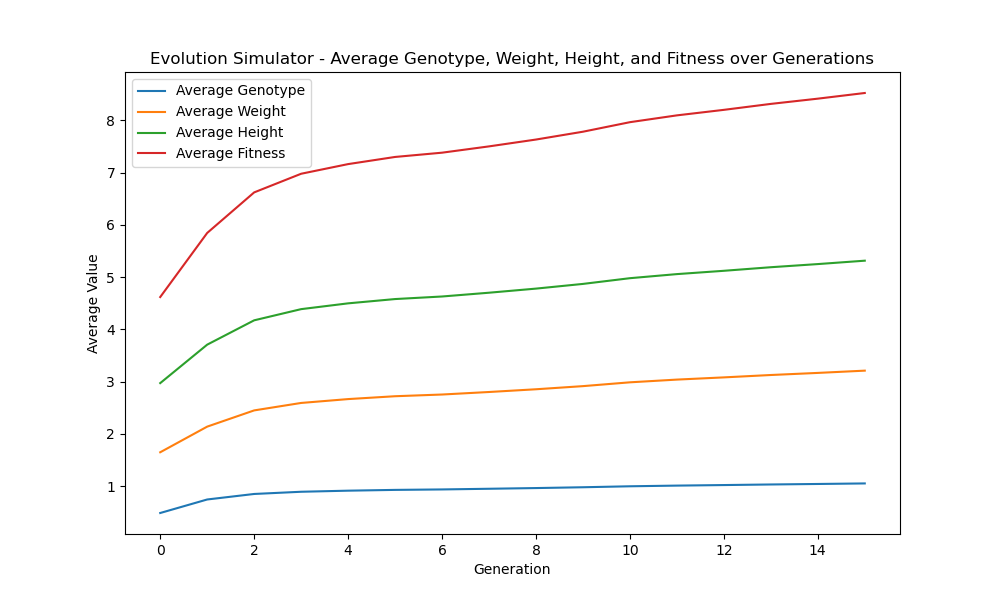 Evolution Simulator - Average Genotype, Weight, Height, and Fitness over Generations
Average Genotype
Average Weight
Average Height
Average Fitness
Average Value
8
7
6
5
4
3
2
1
0 2 4 6 8 10 12 14
Generation